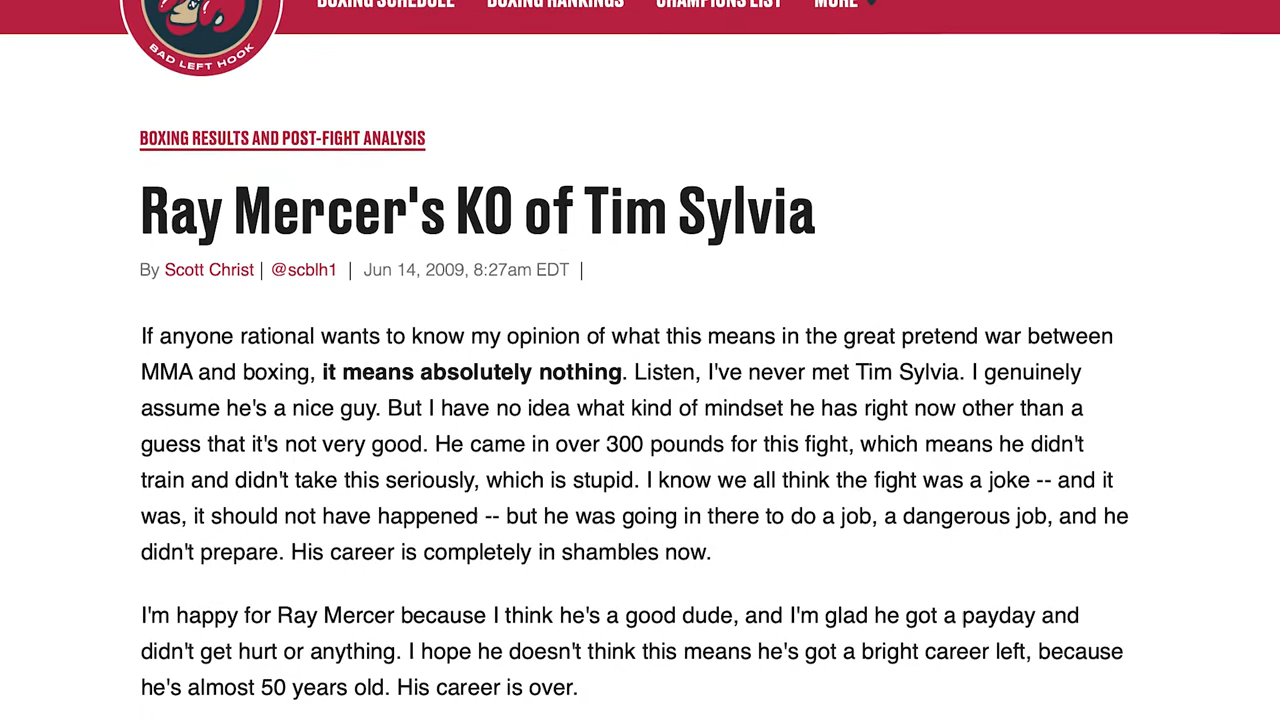 BOXING SCHEDULE BOXING RANKINGS CHAMPIONS LIST MORE
BAD LEFT HOOK
BOXING RESULTS AND POST-FIGHT ANALYSIS
Ray Mercer's KO of Tim Sylvia
By Scott Christ | @scblh1 | Jun 14, 2009, 8:27am EDT |
If anyone rational wants to know my opinion of what this means in the great pretend war between
MMA and boxing, it means absolutely nothing. Listen, I've never met Tim Sylvia. I genuinely
assume he's a nice guy. But I have no idea what kind of mindset he has right now other than a
guess that it's not very good. He came in over 300 pounds for this fight, which means he didn't
train and didn't take this seriously, which is stupid. I know we all think the fight was a joke -- and it
was, it should not have happened -- but he was going in there to do a job, a dangerous job, and he
didn't prepare. His career is completely in shambles now.
I'm happy for Ray Mercer because I think he's a good dude, and I'm glad he got a payday and
didn't get hurt or anything. I hope he doesn't think this means he's got a bright career left, because
he's almost 50 years old. His career is over.